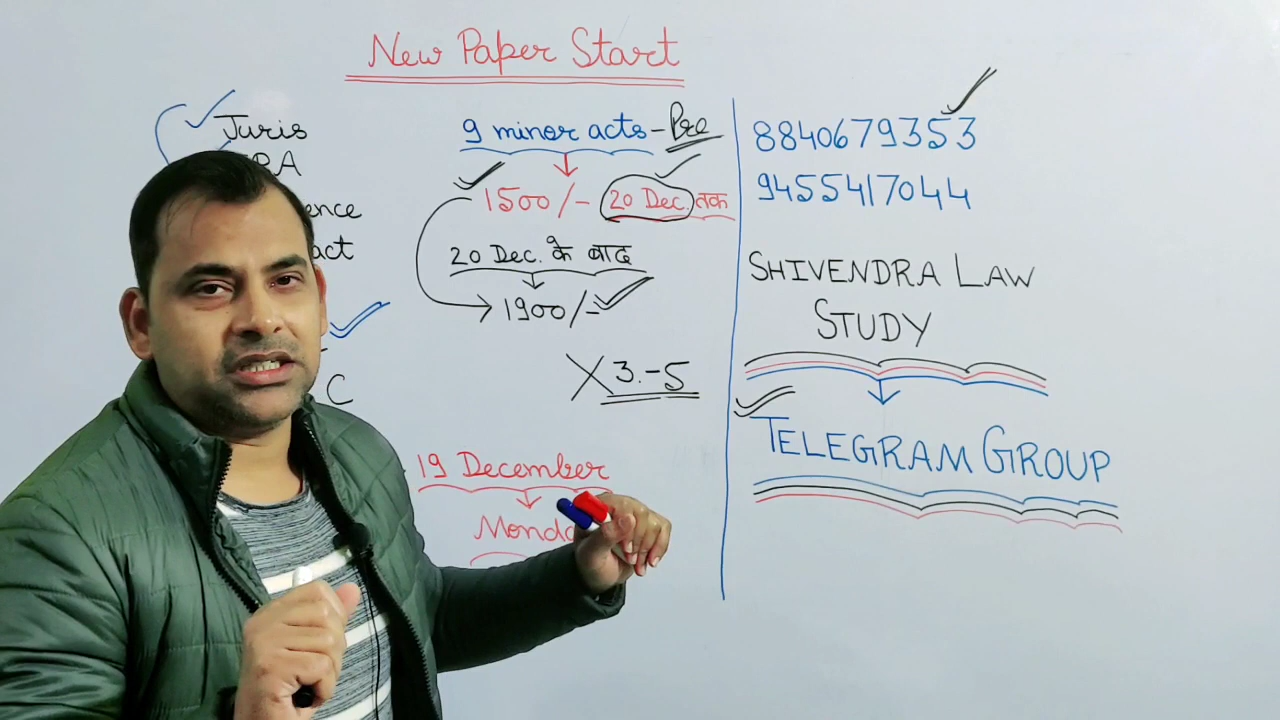 New Paper Start
Juris
RA
ence
act
C
9 minor acts - Pre
1500/- 20 Dec. तक
20 Dec. के बाद
1900/-
X 3.-5
19 December
Monda
8840679353
9455417044
SHIVENDRA LAW
STUDY
TELEGRAM GROUP